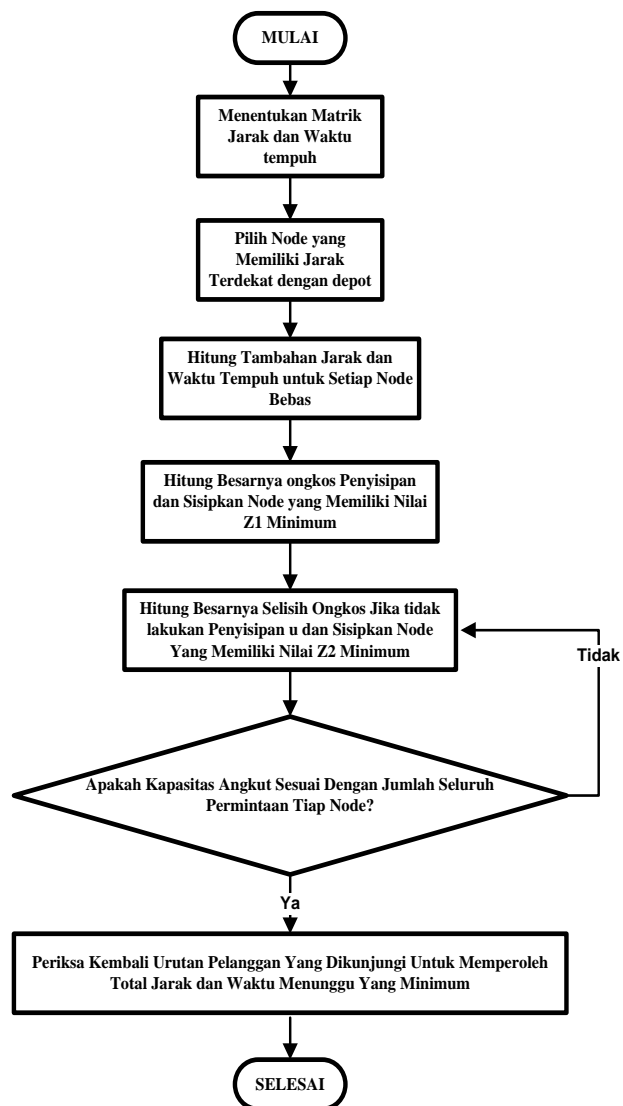 MULAI
Menentukan Matrik
Jarak dan Waktu
tempuh
Pilih Node yang
Memiliki Jarak
Terdekat dengan depot
Hitung Tambahan Jarak dan
Waktu Tempuh untuk Setiap Node
Bebas
Hitung Besarnya ongkos Penyisipan
dan Sisipkan Node yang Memiliki Nilai
Z1 Minimum
Hitung Besarnya Selisih Ongkos Jika tidak
lakukan Penyisipan u dan Sisipkan Node
Yang Memiliki Nilai Z2 Minimum
Tidak
Apakah Kapasitas Angkut Sesuai Dengan Jumlah Seluruh
Permintaan Tiap Node?
Ya
Periksa Kembali Urutan Pelanggan Yang Dikunjungi Untuk Memperoleh
Total Jarak dan Waktu Menunggu Yang Minimum
SELESAI